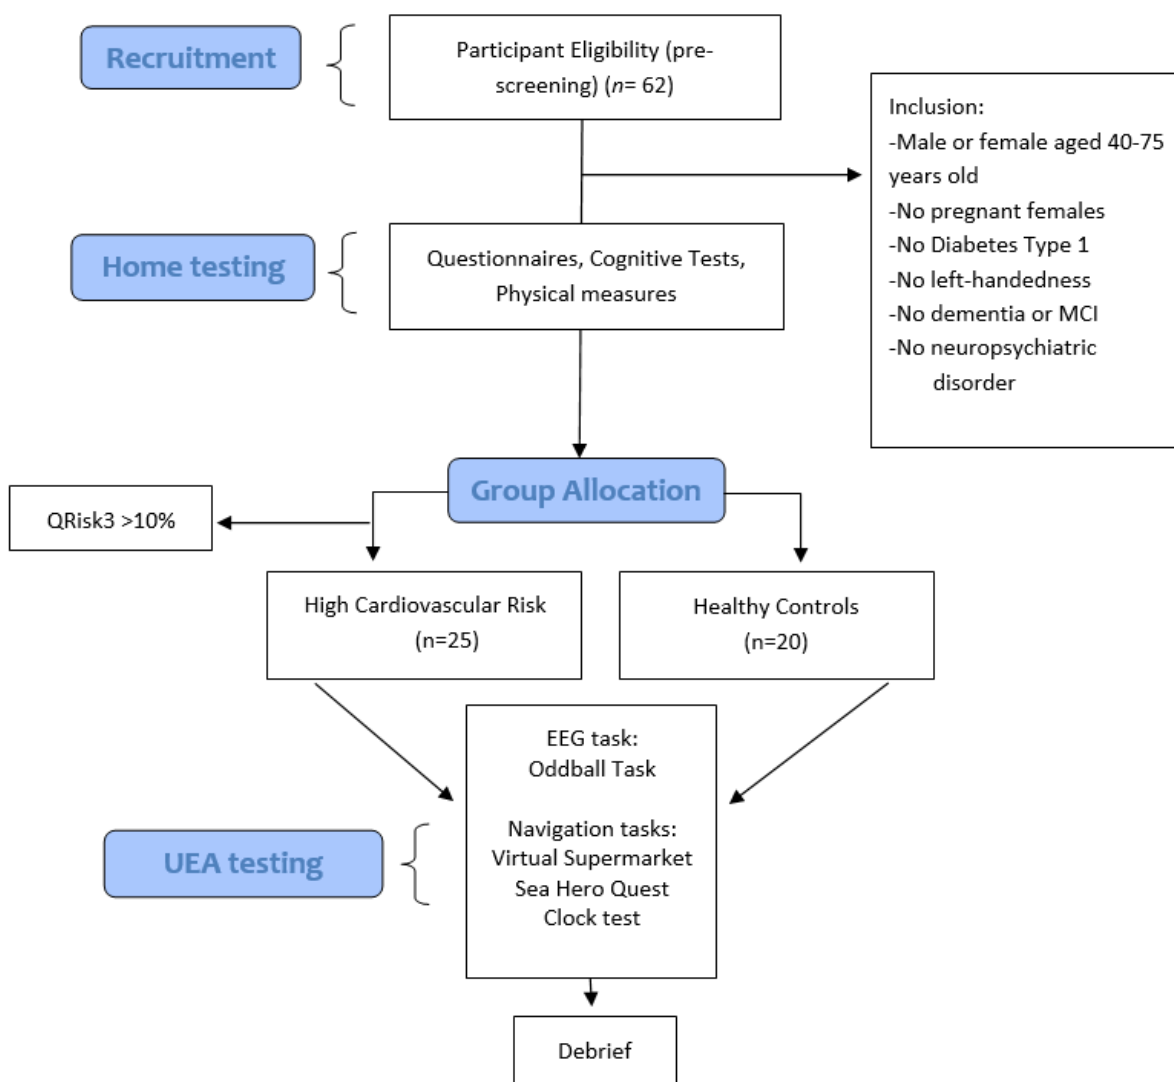 Recruitment
Participant Eligibility (pre-
screening) (n= 62)
Inclusion:
-Male or female aged 40-75
years old
-No pregnant females
-No Diabetes Type 1
-No left-handedness
-No dementia or MCI
-No neuropsychiatric
disorder
Home testing
Questionnaires, Cognitive Tests,
Physical measures
Group Allocation
QRisk3 >10%
High Cardiovascular Risk
(n=25)
Healthy Controls
(n=20)
EEG task:
Oddball Task
Navigation tasks:
Virtual Supermarket
Sea Hero Quest
Clock test
UEA testing
Debrief